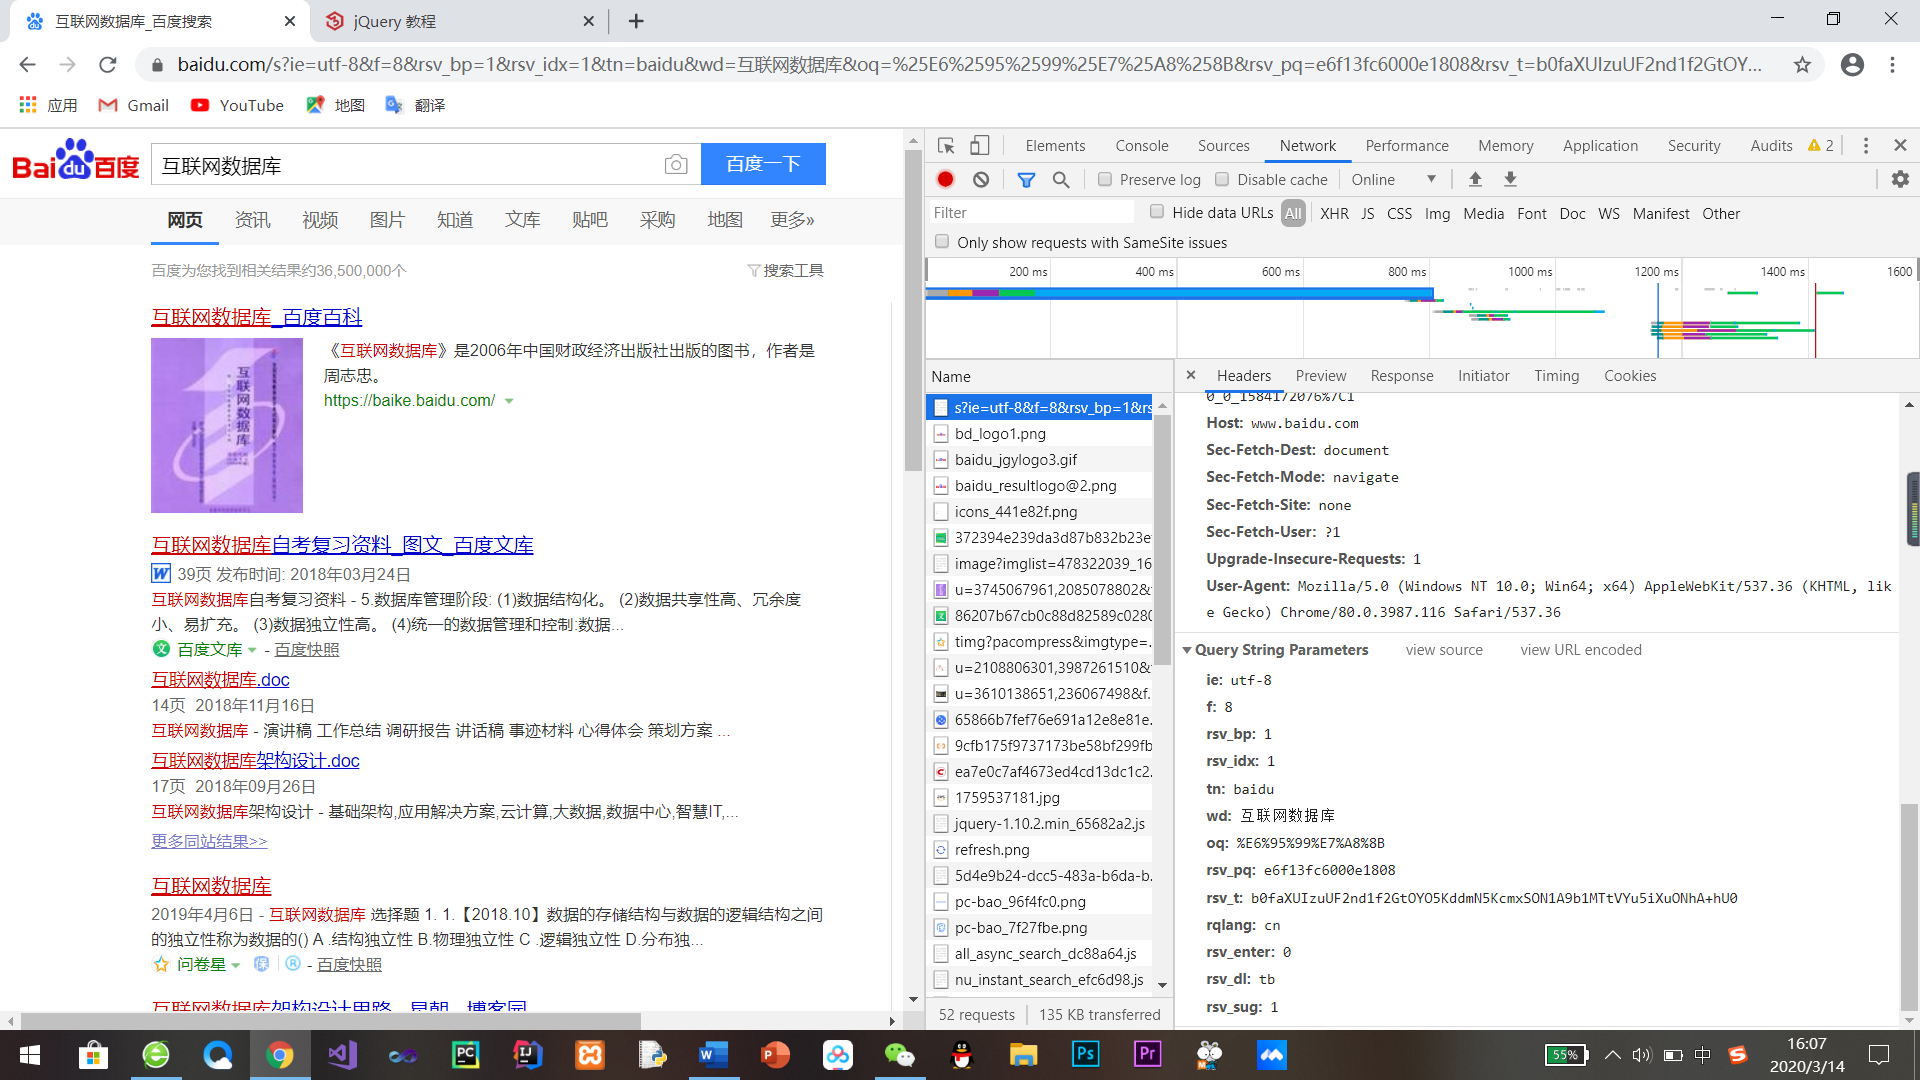 互联网数据库_百度搜索
jQuery 教程
baidu.com/s?ie=utf-8&f=8&rsv_bp=1&rsv_idx=1&tn=baidu&wd=互联网数据库&oq=%25E6%2595%2599%25E7%25A8%258B&rsv_pq=e6f13fc6000e1808&rsv_t=b0faXUIzuUF2nd1f2GtOY...
应用 Gmail YouTube 地图 翻译
Bai du 百度
互联网数据库
百度一下
网页 资讯 视频 图片 知道 文库 贴吧 采购 地图 更多»
百度为您找到相关结果约36,500,000个
搜索工具
互联网数据库_百度百科
《互联网数据库》是2006年中国财政经济出版社出版的图书，作者是
周志忠。
https://baike.baidu.com/
互联网数据库
互联网数据库自考复习资料_图文_百度文库
39页 发布时间: 2018年03月24日
互联网数据库自考复习资料 - 5.数据库管理阶段: (1)数据结构化。 (2)数据共享性高、冗余度
小、易扩充。 (3)数据独立性高。 (4)统一的数据管理和控制:数据...
百度文库 - 百度快照
互联网数据库.doc
14页 2018年11月16日
互联网数据库 - 演讲稿 工作总结 调研报告 讲话稿 事迹材料 心得体会 策划方案 ...
互联网数据库架构设计.doc
17页 2018年09月26日
互联网数据库架构设计 - 基础架构,应用解决方案,云计算,大数据,数据中心,智慧IT,...
更多同站结果>>
互联网数据库
2019年4月6日 - 互联网数据库 选择题 1. 1.【2018.10】数据的存储结构与数据的逻辑结构之间
的独立性称为数据的() A .结构独立性 B.物理独立性 C .逻辑独立性 D.分布独...
问卷星 保 R - 百度快照
互联网数据库架构设计思路 - 晨朝 - 博客园
Elements Console Sources Network Performance Memory Application Security Audits 2
Preserve log Disable cache Online
Filter Hide data URLs All XHR JS CSS Img Media Font Doc WS Manifest Other
Only show requests with SameSite issues
200 ms 400 ms 600 ms 800 ms 1000 ms 1200 ms 1400 ms 1600
Name
s?ie=utf-8&f=8&rsv_bp=1&rs
bd_logo1.png
baidu_jgylogo3.gif
baidu_resultlogo@2.png
icons_441e82f.png
372394e239da3d87b832b23e
image?imglist=478322039_16
u=3745067961,2085078802&
86207b67cb0c88d82589c0280
timg?pacompress&imgtype=.
u=2108806301,3987261510&
u=3610138651,236067498&f.
65866b7fef76e691a12e8e81e.
9cfb175f9737173be58bf299fb
ea7e0c7af4673ed4cd13dc1c2.
1759537181.jpg
jquery-1.10.2.min_65682a2.js
refresh.png
5d4e9b24-dcc5-483a-b6da-b.
pc-bao_96f4fc0.png
pc-bao_7f27fbe.png
all_async_search_dc88a64.js
nu_instant_search_efc6d98.js
52 requests 135 KB transferred
Headers Preview Response Initiator Timing Cookies
0_0_1584172076%7C1
Host: www.baidu.com
Sec-Fetch-Dest: document
Sec-Fetch-Mode: navigate
Sec-Fetch-Site: none
Sec-Fetch-User: ?1
Upgrade-Insecure-Requests: 1
User-Agent: Mozilla/5.0 (Windows NT 10.0; Win64; x64) AppleWebKit/537.36 (KHTML, lik
e Gecko) Chrome/80.0.3987.116 Safari/537.36
Query String Parameters view source view URL encoded
ie: utf-8
f: 8
rsv_bp: 1
rsv_idx: 1
tn: baidu
wd: 互联网数据库
oq: %E6%95%99%E7%A8%8B
rsv_pq: e6f13fc6000e1808
rsv_t: b0faXUIzuUF2nd1f2GtOYO5KddmN5KcmxSON1A9b1MTtVYu5iXuONhA+hU0
rqlang: cn
rsv_enter: 0
rsv_dl: tb
rsv_sug: 1
55% 中
16:07
2020/3/14